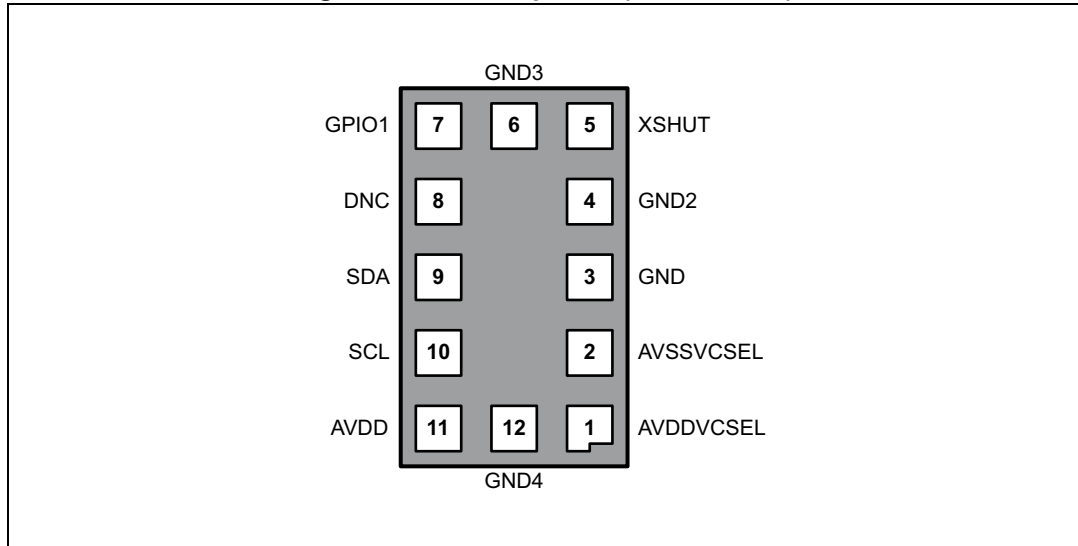 GND3
GPIO1 7 6 5 XSHUT
DNC 8 4 GND2
SDA 9 3 GND
SCL 10 2 AVSSVCSEL
AVDD 11 12 1 AVDDVCSEL
GND4